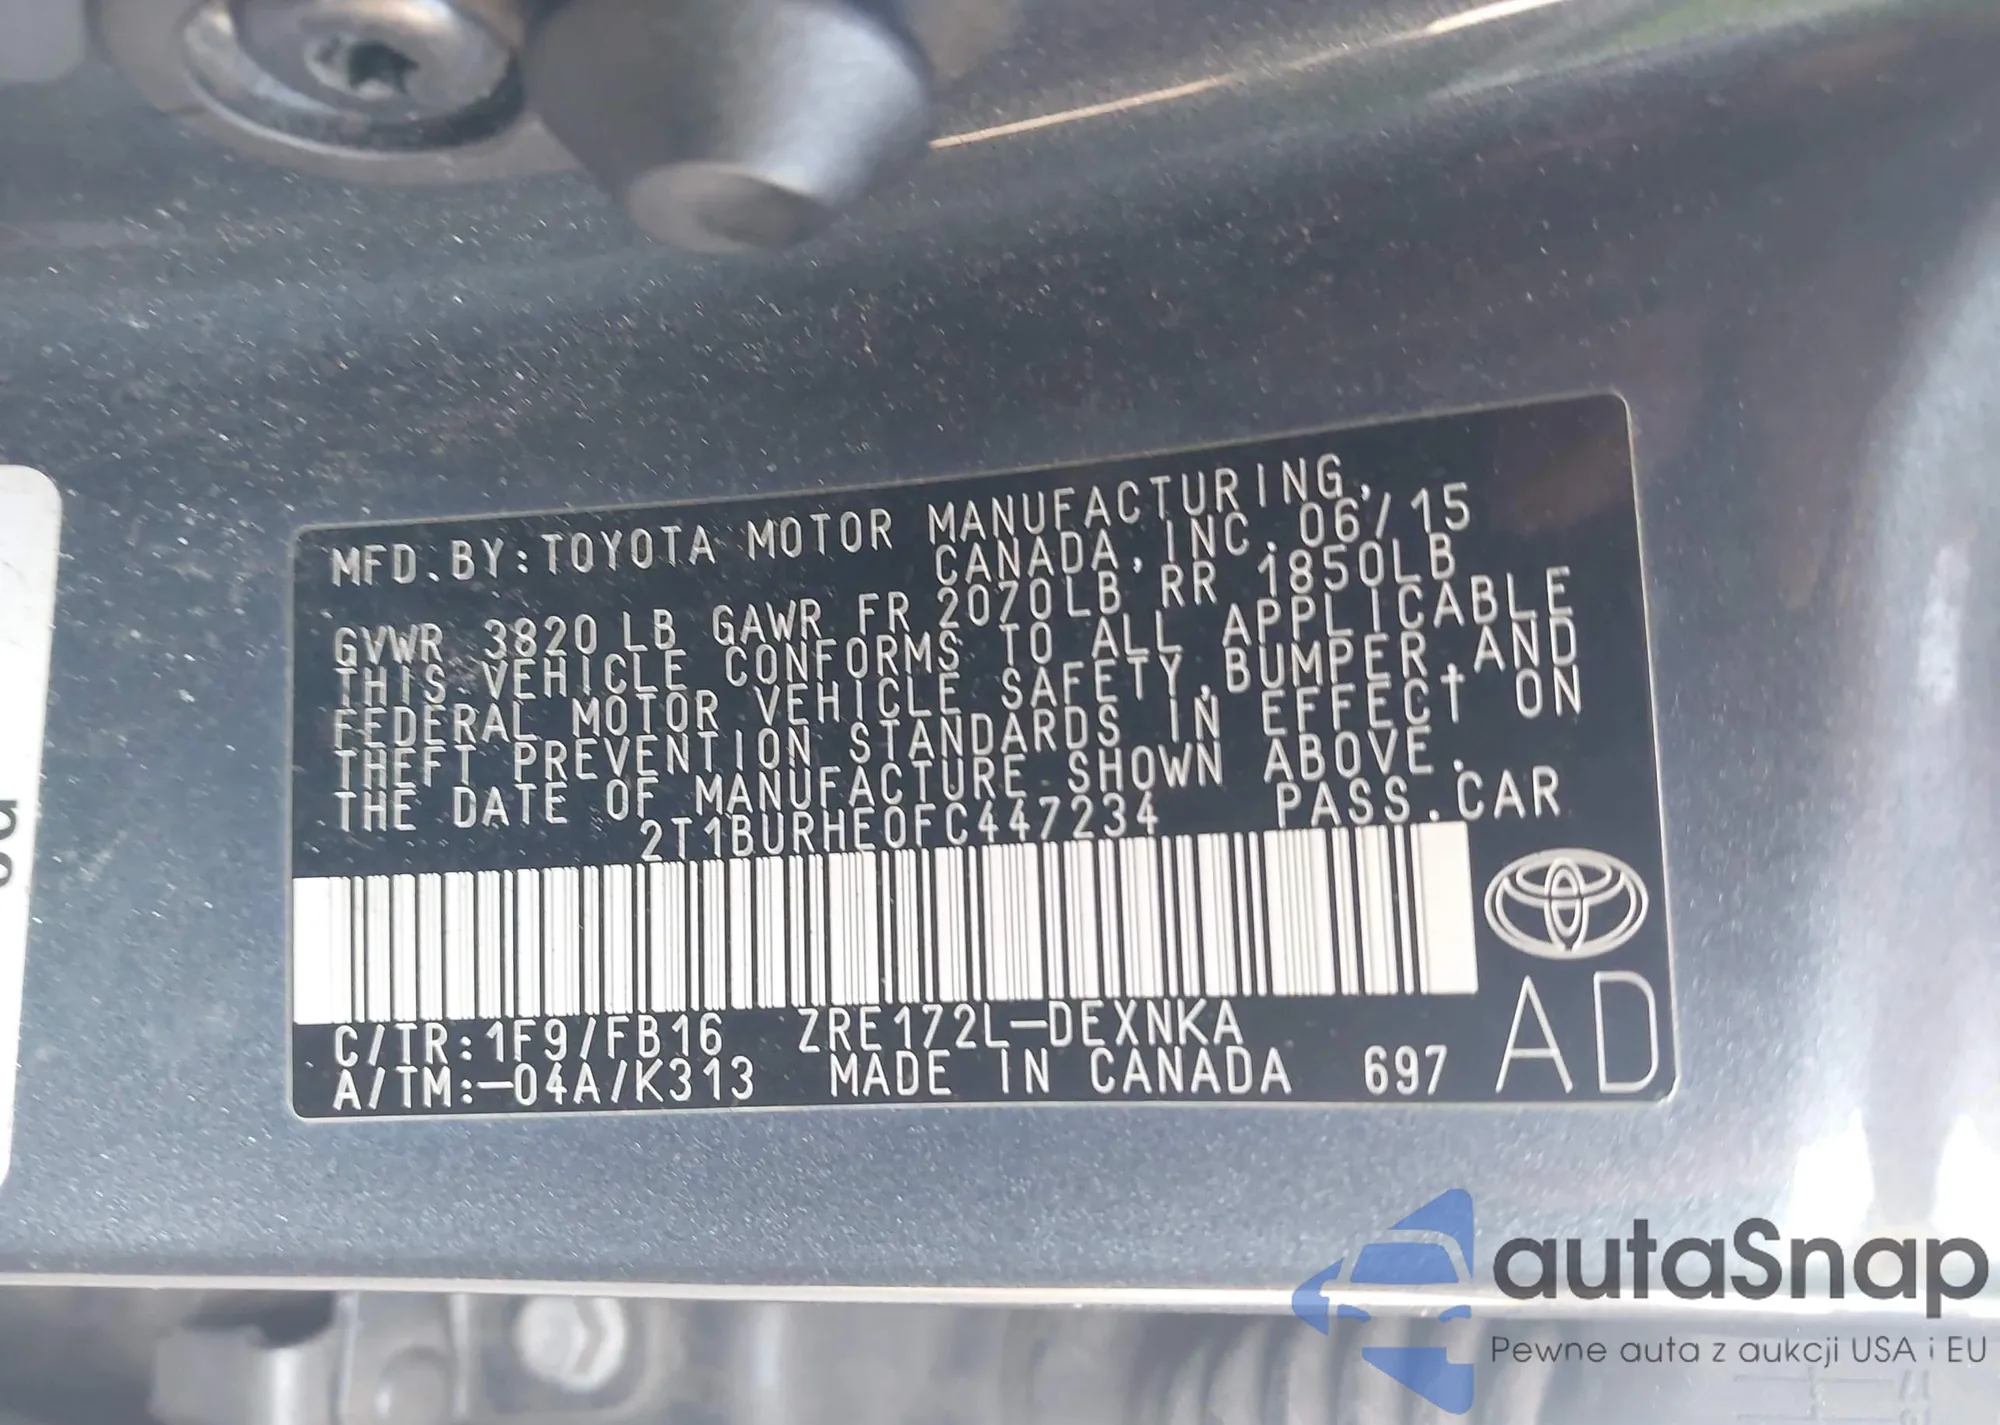 MFD. BY: TOYOTA MOTOR MANUFACTURING,
CANADA, INC. 06/15
GVWR 3820 LB GAWR FR 2070LB RR 1850LB
THIS VEHICLE CONFORMS TO ALL APPLICABLE
FEDERAL MOTOR VEHICLE SAFETY, BUMPER, AND
THEFT PREVENTION STANDARDS IN EFFECT ON
THE DATE OF MANUFACTURE SHOWN ABOVE.
2T1BURHE0FC447234 PASS. CAR
C/TR: 1F9/FB16 ZRE172L-DEXNKA
A/TM: -04A/K313 MADE IN CANADA 697
AD
autaSnap
Pewne auta z aukcji USA i EU